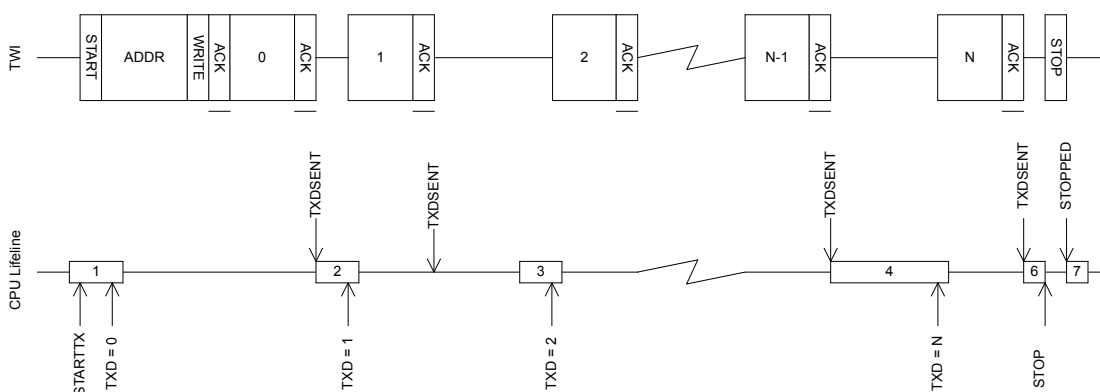 TWI
START
ADDR
WRITE
ACK
0
ACK
1
ACK
2
ACK
N-1
ACK
N
ACK
STOP
TXDSENT
TXDSENT
TXDSENT
TXDSENT
STOPPED
CPU Lifeline
1
2
3
4
6
7
STARTTX
TXD = 0
TXD = 1
TXD = 2
TXD = N
STOP